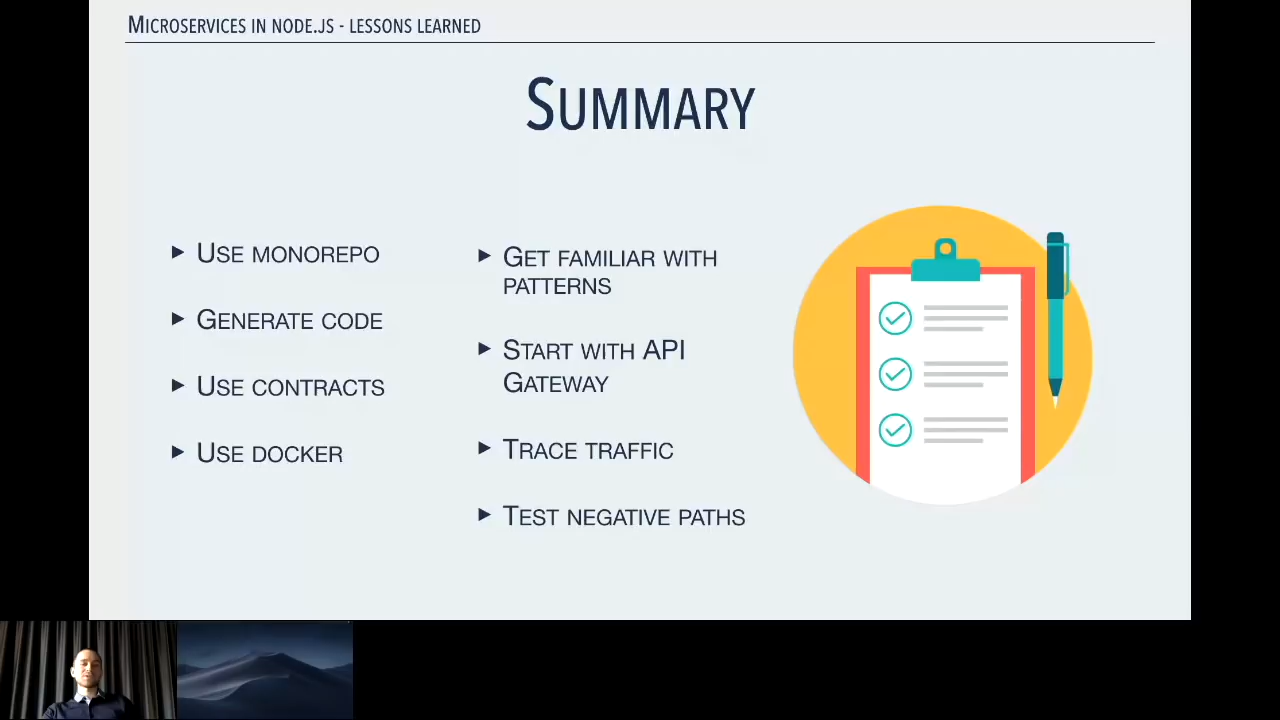 MICROSERVICES IN NODE.JS - LESSONS LEARNED
SUMMARY
▶ USE MONOREPO
▶ GENERATE CODE
▶ USE CONTRACTS
▶ USE DOCKER
▶ GET FAMILIAR WITH
PATTERNS
▶ START WITH API
GATEWAY
▶ TRACE TRAFFIC
▶ TEST NEGATIVE PATHS